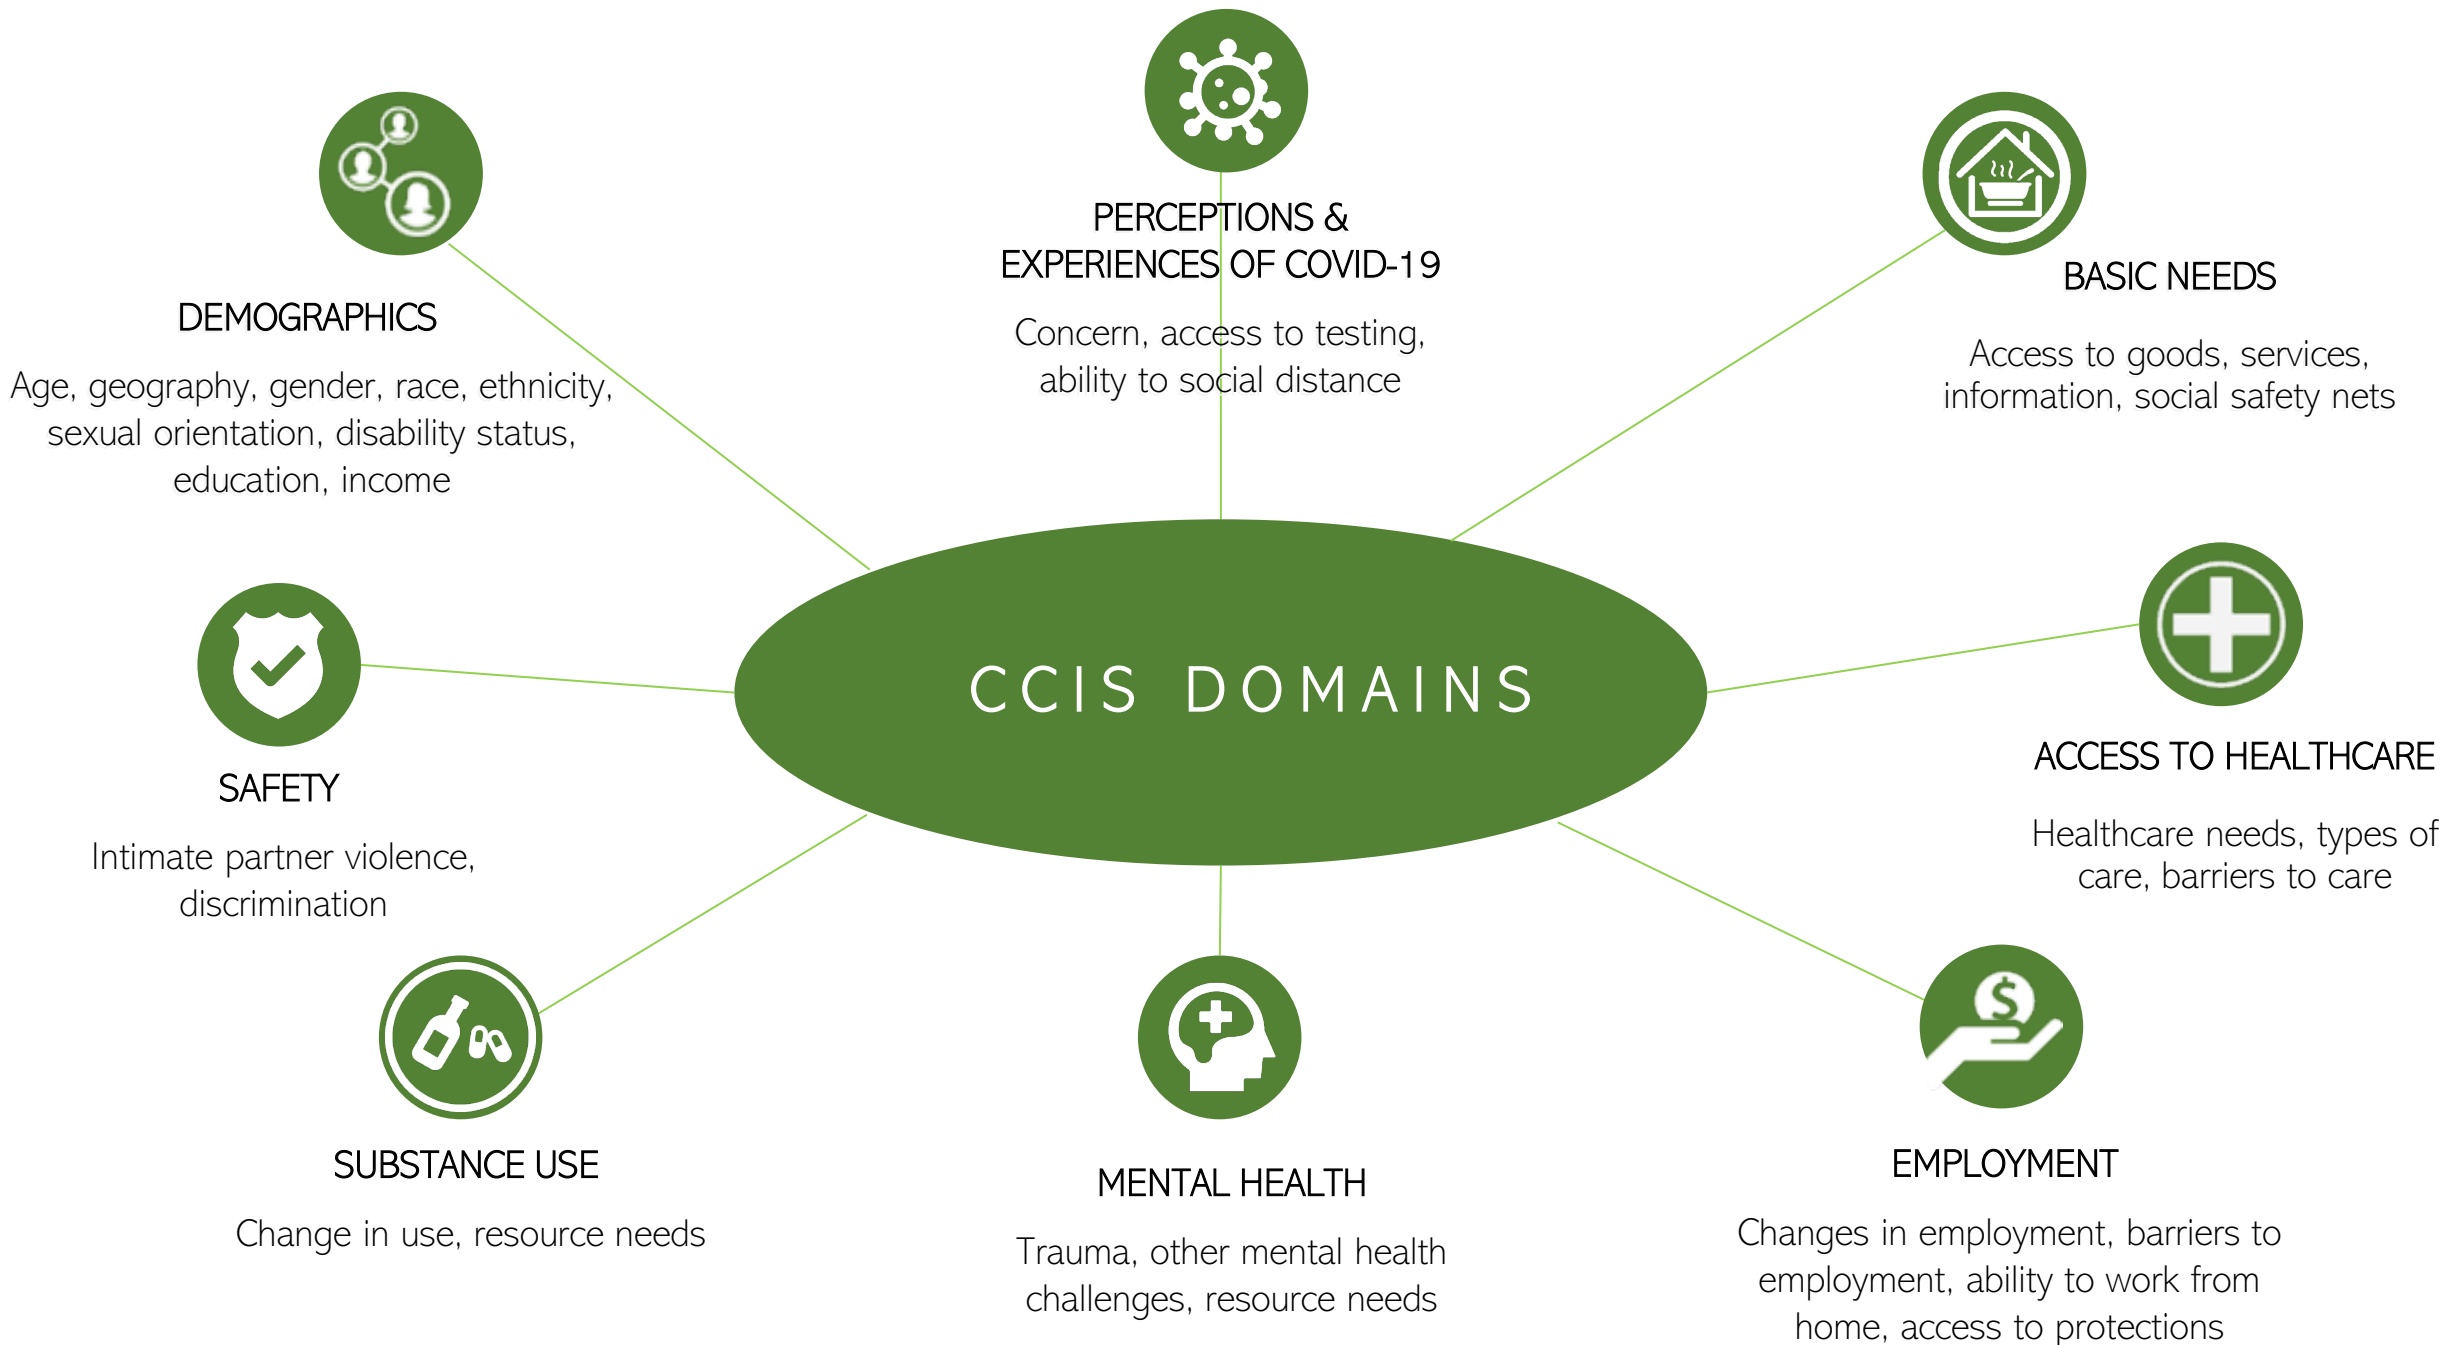 PERCEPTIONS &
EXPERIENCES OF COVID-19
Concern, access to testing,
ability to social distance
DEMOGRAPHICS
Age, geography, gender, race, ethnicity,
sexual orientation, disability status,
education, income
BASIC NEEDS
Access to goods, services,
information, social safety nets
CCIS DOMAINS
SAFETY
Intimate partner violence,
discrimination
ACCESS TO HEALTHCARE
Healthcare needs, types of
care, barriers to care
$
SUBSTANCE USE
Change in use, resource needs
MENTAL HEALTH
Trauma, other mental health
challenges, resource needs
EMPLOYMENT
Changes in employment, barriers to
employment, ability to work from
home, access to protections